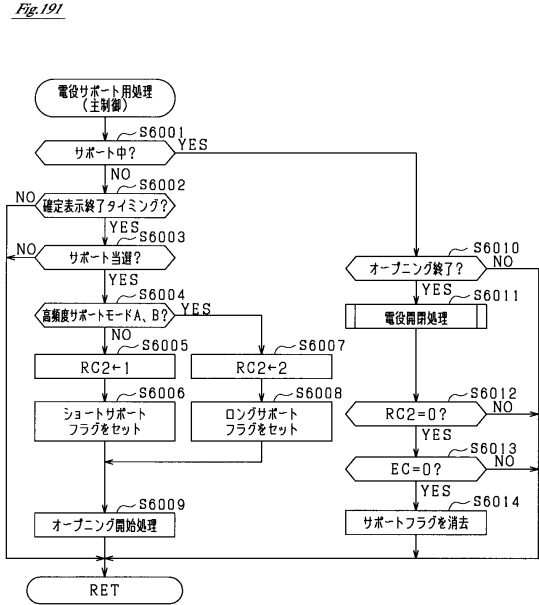 Fig.191
電役サポート用処理
(主制御)
S6001
サポート中?
YES
NO
S6002
確定表示終了タイミング?
NO
YES
S6003
サポート当選?
NO
YES
S6004
高頻度サポートモードA、B?
YES
NO
S6005
RC2←1
S6006
ショートサポート
フラグをセット
S6007
RC2←2
S6008
ロングサポート
フラグをセット
S6009
オープニング開始処理
S6010
オープニング終了?
NO
YES
S6011
電役開閉処理
S6012
RC2=0?
NO
YES
S6013
EC=0?
NO
YES
S6014
サポートフラグを消去
RET